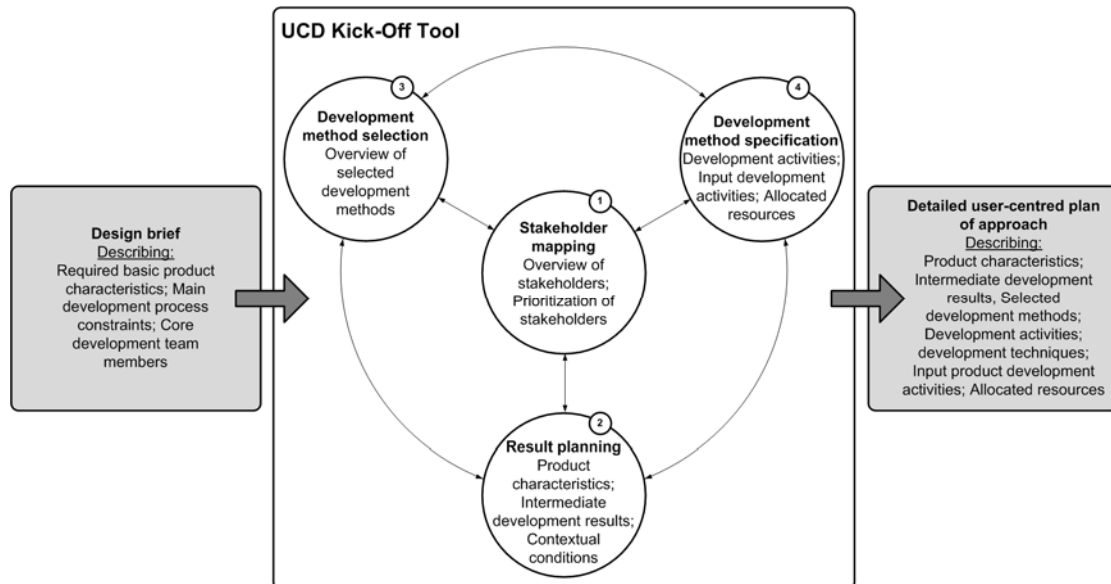 UCD Kick-Off Tool
Design brief
Describing:
Required basic product
characteristics; Main
development process
constraints; Core
development team
members
3
Development
method selection
Overview of
selected
development
methods
4
Development
method specification
Development activities;
Input development
activities; Allocated
resources
1
Stakeholder
mapping
Overview of
stakeholders;
Prioritization of
stakeholders
2
Result planning
Product
characteristics;
Intermediate
development results;
Contextual
conditions
Detailed user-centred plan
of approach
Describing:
Product characteristics;
Intermediate development
results, Selected
development methods;
Development activities;
development techniques;
Input product development
activities; Allocated resources